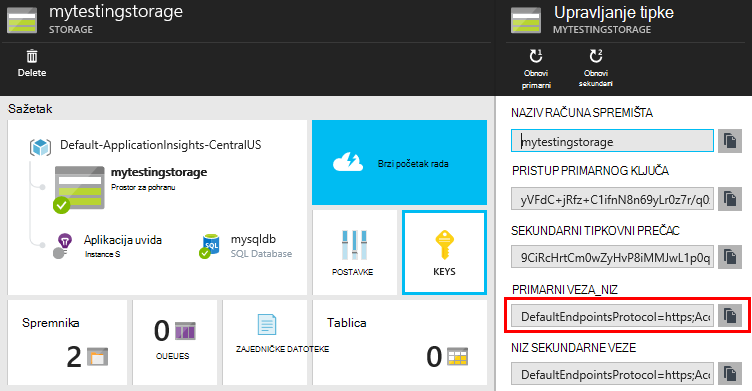 mytestingstorage
STORAGE
Delete
Sažetak
Default-ApplicationInsights-CentralUS
mytestingstorage
Prostor za pohranu
Aplikacija uvida
Instance S
mysqldb
SQL Database
Brzi početak rada
POSTAVKE
KEYS
Spremnika
2
0
OUEUES
ZAJEDNIČKE DATOTEKE
Tablica
0
Upravljanje tipke
MYTESTINGSTORAGE
Obnovi
primarni
Obnovi
sekundarni
NAZIV RAČUNA SPREMIŠTA
mytestingstorage
PRISTUP PRIMARNOG KLJUČA
yVFdC+jRfz+C1ifnN8n69yLr0z7r/q0
SEKUNDARNI TIPKOVNI PREČAC
9CiRcHrtCm0wZyHvP8iMMJwL1p0q
PRIMARNI VEZA_NIZ
DefaultEndpointsProtocol=https;Acc
NIZ SEKUNDARNE VEZE
DefaultEndpointsProtocol=https;Acc